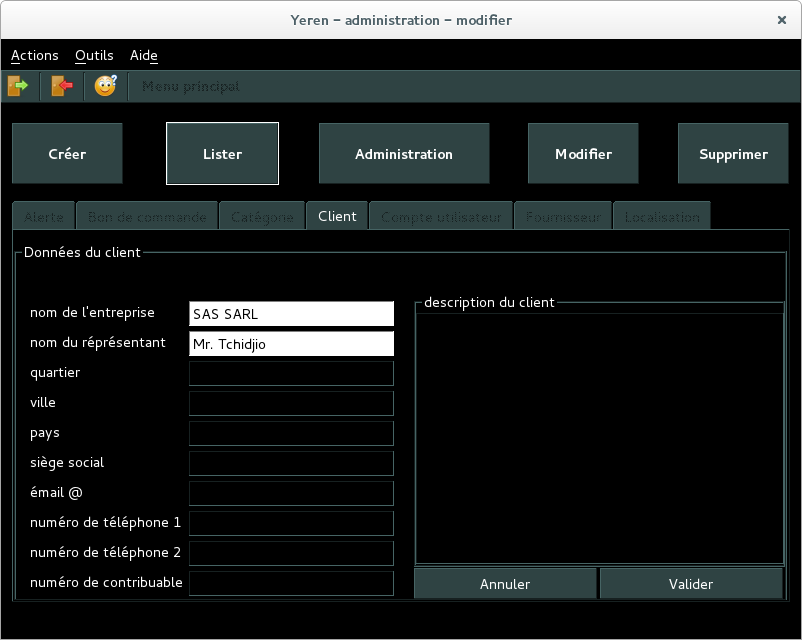 Yeren – administration – modifier
Actions Outils Aide
Menu principal
Créer Lister Administration Modifier Supprimer
Alerte Bon de commande Catégorie Client Compte utilisateur Fournisseur Localisation
Données du client
nom de l'entreprise SAS SARL
nom du réprésentant Mr. Tchidjio
quartier
ville
pays
siège social
émail @
numéro de téléphone 1
numéro de téléphone 2
numéro de contribuable
description du client
Annuler Valider